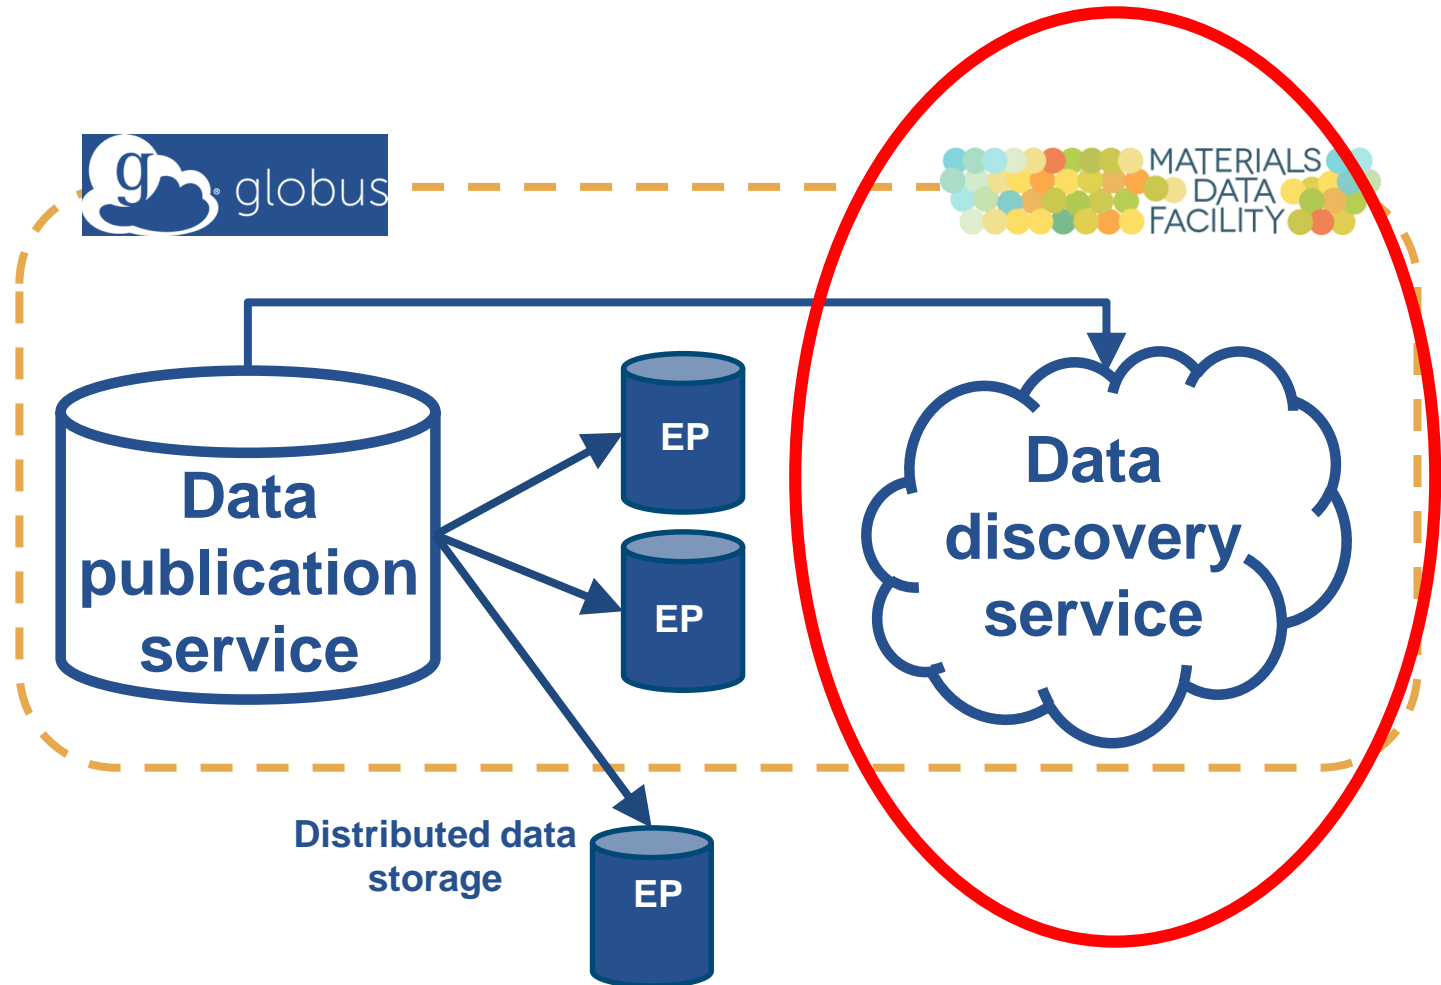 g globus
MATERIALS
DATA
FACILITY
Data
publication
service
EP
EP
Data
discovery
service
Distributed data
storage
EP